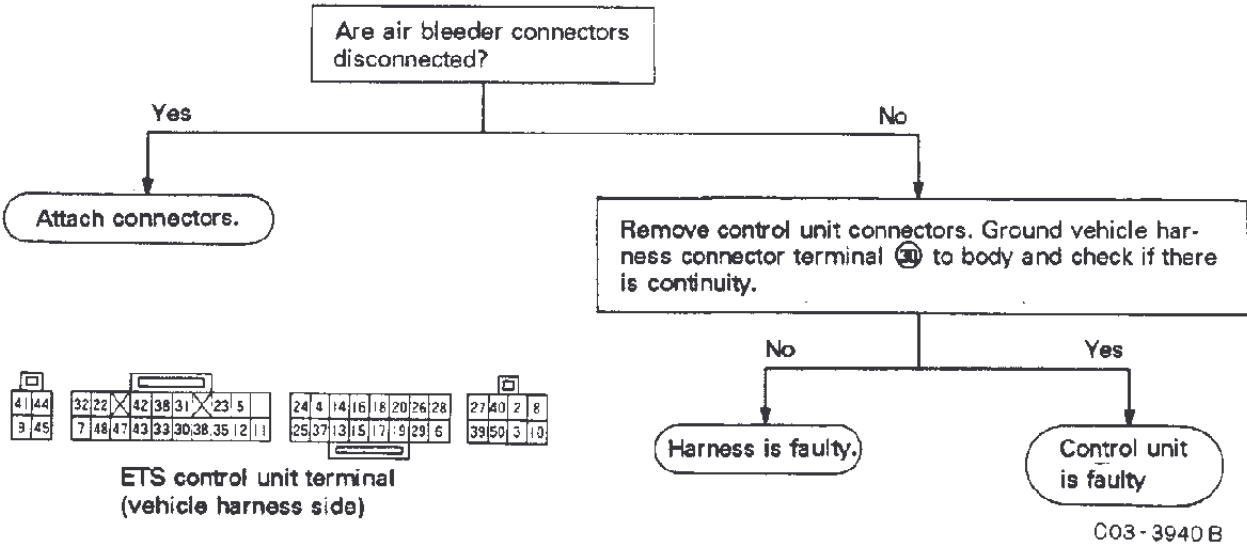 Are air bleeder connectors
disconnected?
Yes
No
Attach connectors.
Remove control unit connectors. Ground vehicle har-
ness connector terminal 30 to body and check if there
is continuity.
No
Yes
Harness is faulty.
Control unit
is faulty
41 44
9 45
32 22 42 38 31 23 5
7 48 47 43 33 30 38 35 12 11
24 4 14 16 18 20 26 28
25 37 13 15 17 19 29 6
27 40 2 8
39 50 3 10
ETS control unit terminal
(vehicle harness side)
C03-3940 B